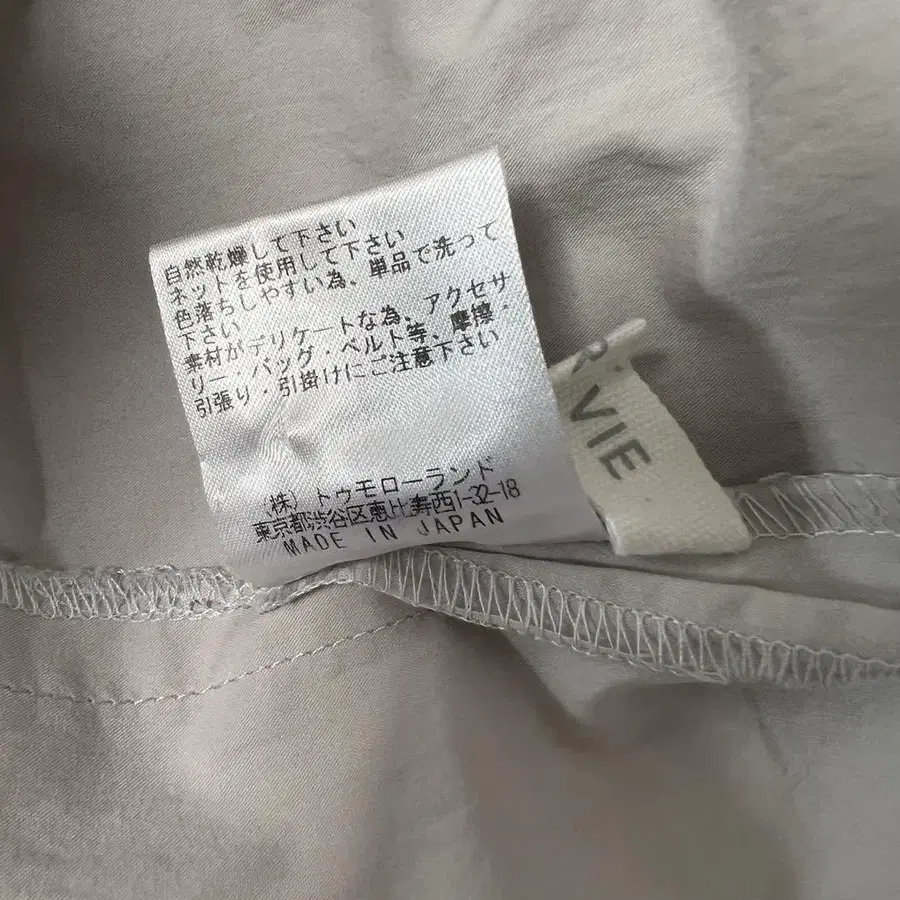 自然乾燥して下さい
ネットを使用して下さい
色落ちしやすい為、単品で洗って
下さい
素材がデリケートな為、アクセサ
リー・バッグ・ベルト等、摩擦・
引張り・引掛けにご注意下さい
(株) トゥモローランド
東京都渋谷区恵比寿西1-32-18
MADE IN JAPAN
R VIE